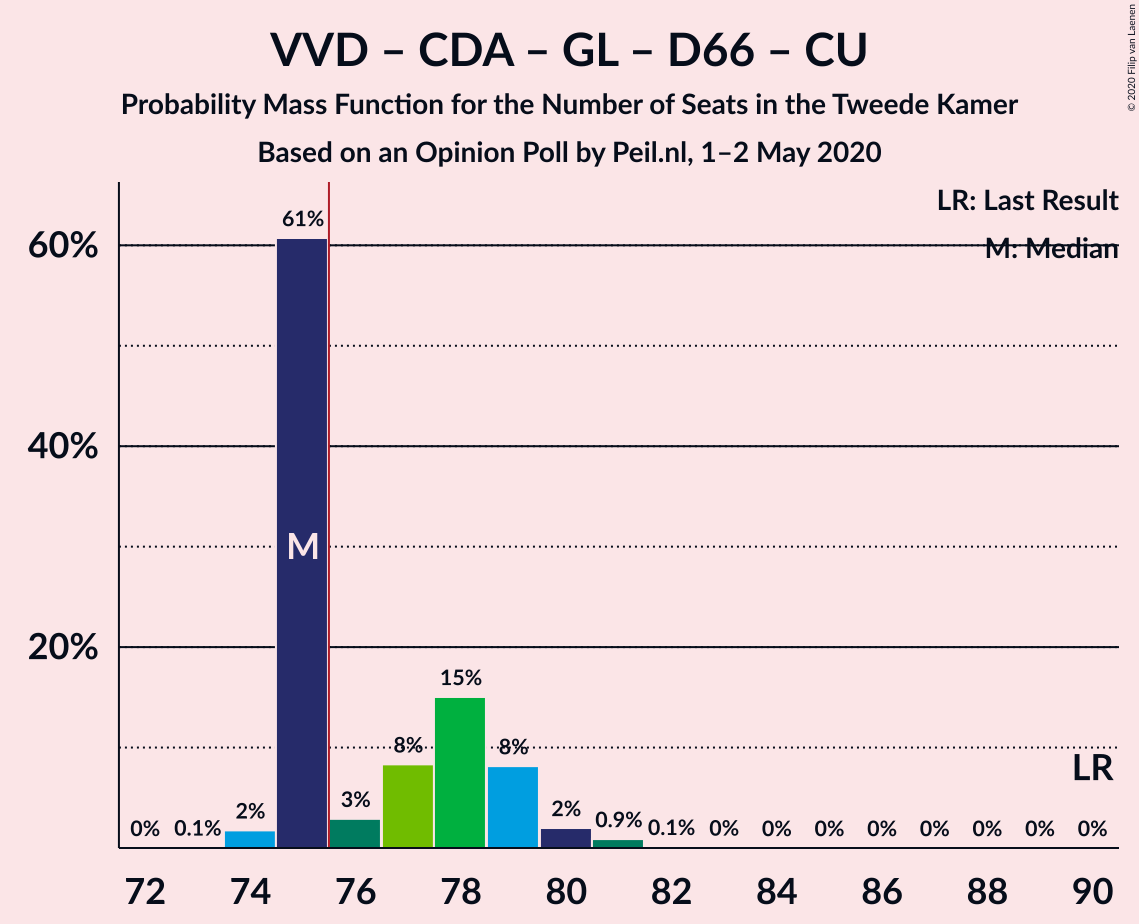 VVD – CDA – GL – D66 – CU
Probability Mass Function for the Number of Seats in the Tweede Kamer
Based on an Opinion Poll by Peil.nl, 1–2 May 2020
© 2020 Filip van Laenen
LR: Last Result
M: Median
60%
40%
20%
0% 0.1% 2% 61% 3% 8% 15% 8% 2% 0.9% 0.1% 0% 0% 0% 0% 0% 0% 0% 0%
M
LR
72 74 76 78 80 82 84 86 88 90